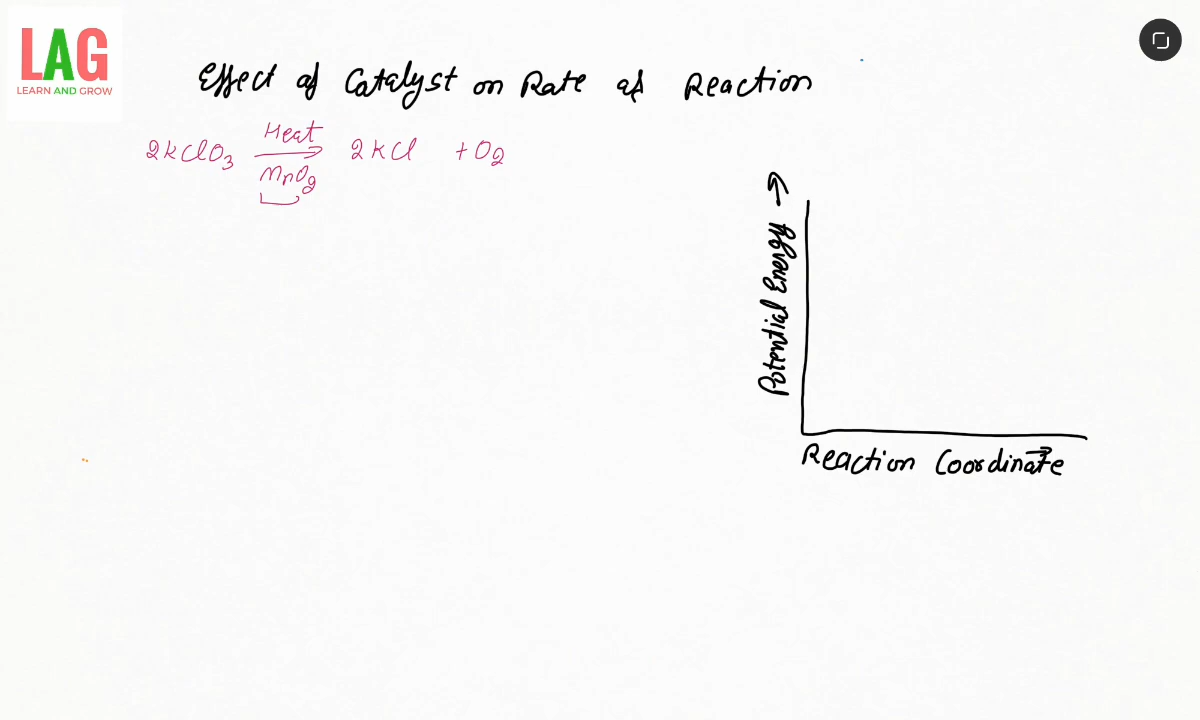 LAG
LEARN AND GROW
Effect of Catalyst on Rate of Reaction
2KClO3 Heat MnO2 → 2KCl + O2
Potential Energy →
Reaction Coordinate →